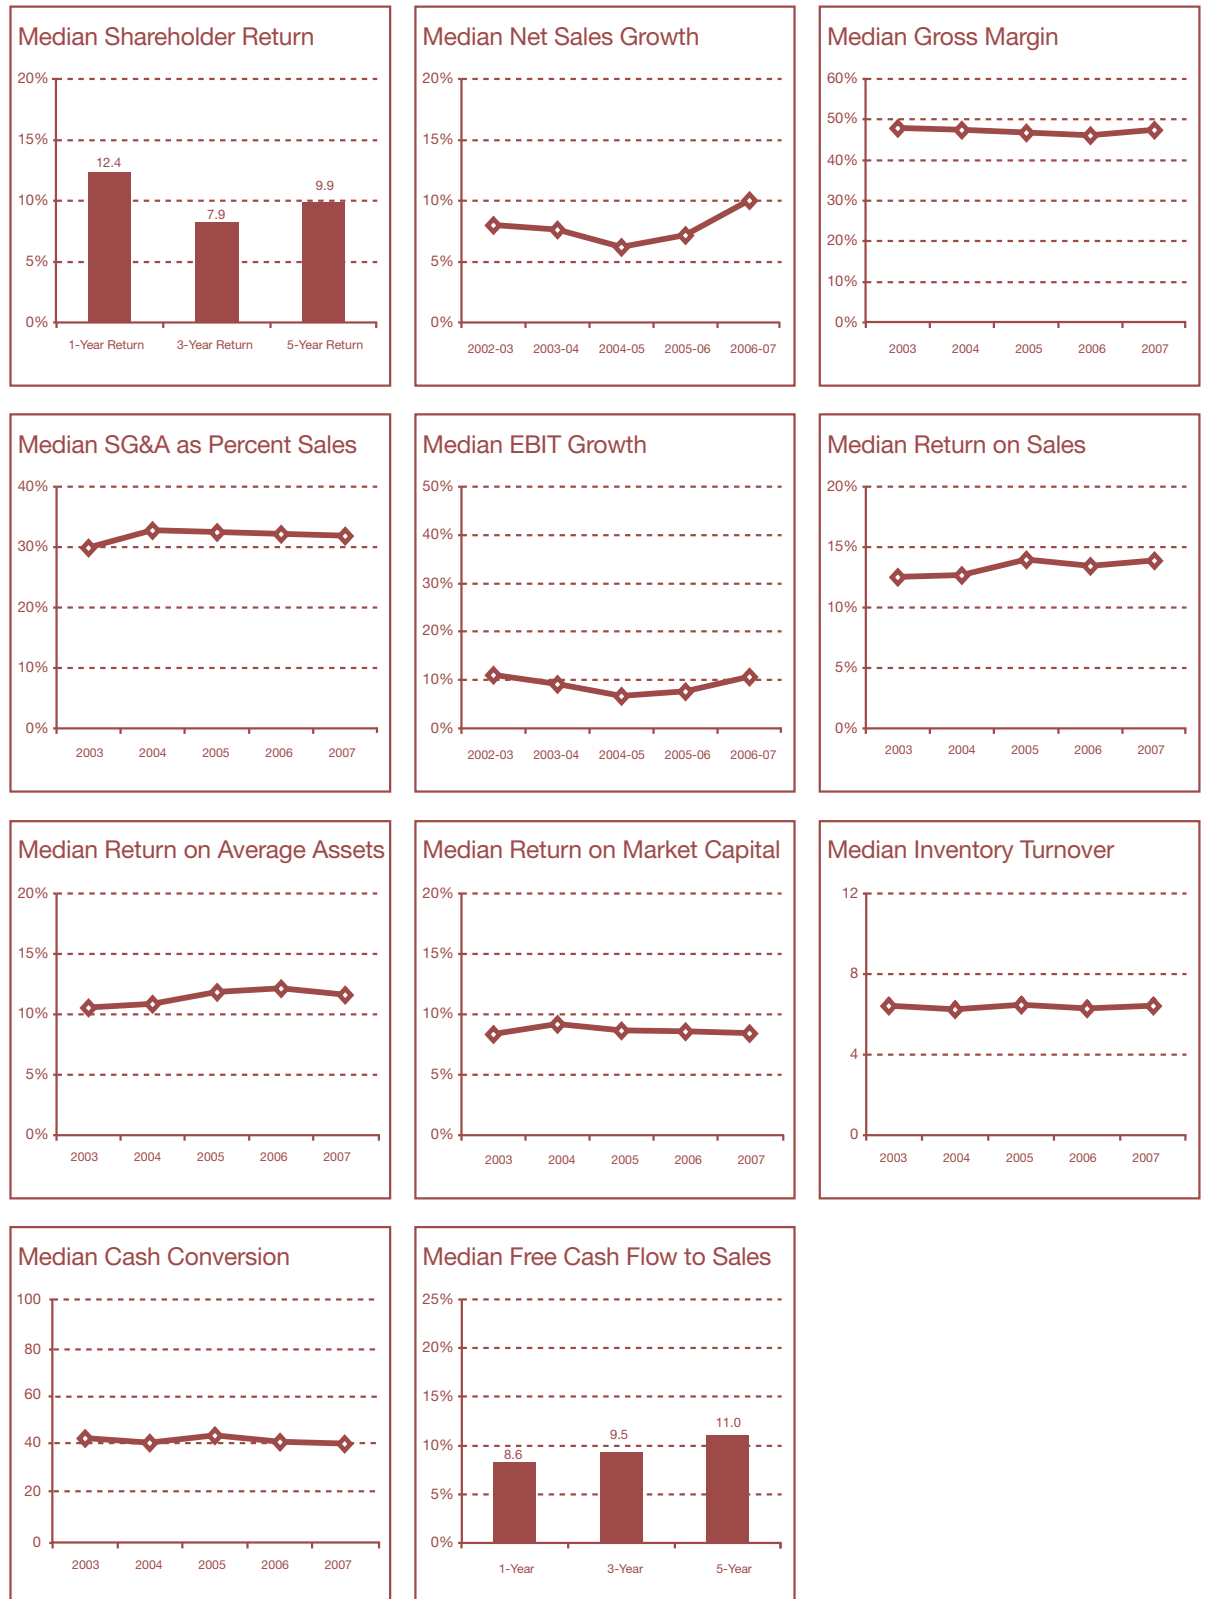 Median Shareholder Return
20%
15%
10%
5%
0%
12.4
7.9
9.9
1-Year Return 3-Year Return 5-Year Return
Median Net Sales Growth
20%
15%
10%
5%
0%
2002-03 2003-04 2004-05 2005-06 2006-07
Median Gross Margin
60%
50%
40%
30%
20%
10%
0%
2003 2004 2005 2006 2007
Median SG&A as Percent Sales
40%
30%
20%
10%
0%
2003 2004 2005 2006 2007
Median EBIT Growth
50%
40%
30%
20%
10%
0%
2002-03 2003-04 2004-05 2005-06 2006-07
Median Return on Sales
20%
15%
10%
5%
0%
2003 2004 2005 2006 2007
Median Return on Average Assets
20%
15%
10%
5%
0%
2003 2004 2005 2006 2007
Median Return on Market Capital
20%
15%
10%
5%
0%
2003 2004 2005 2006 2007
Median Inventory Turnover
12
8
4
0
2003 2004 2005 2006 2007
Median Cash Conversion
100
80
60
40
20
0
2003 2004 2005 2006 2007
Median Free Cash Flow to Sales
25%
20%
15%
10%
5%
0%
8.6
9.5
11.0
1-Year 3-Year 5-Year